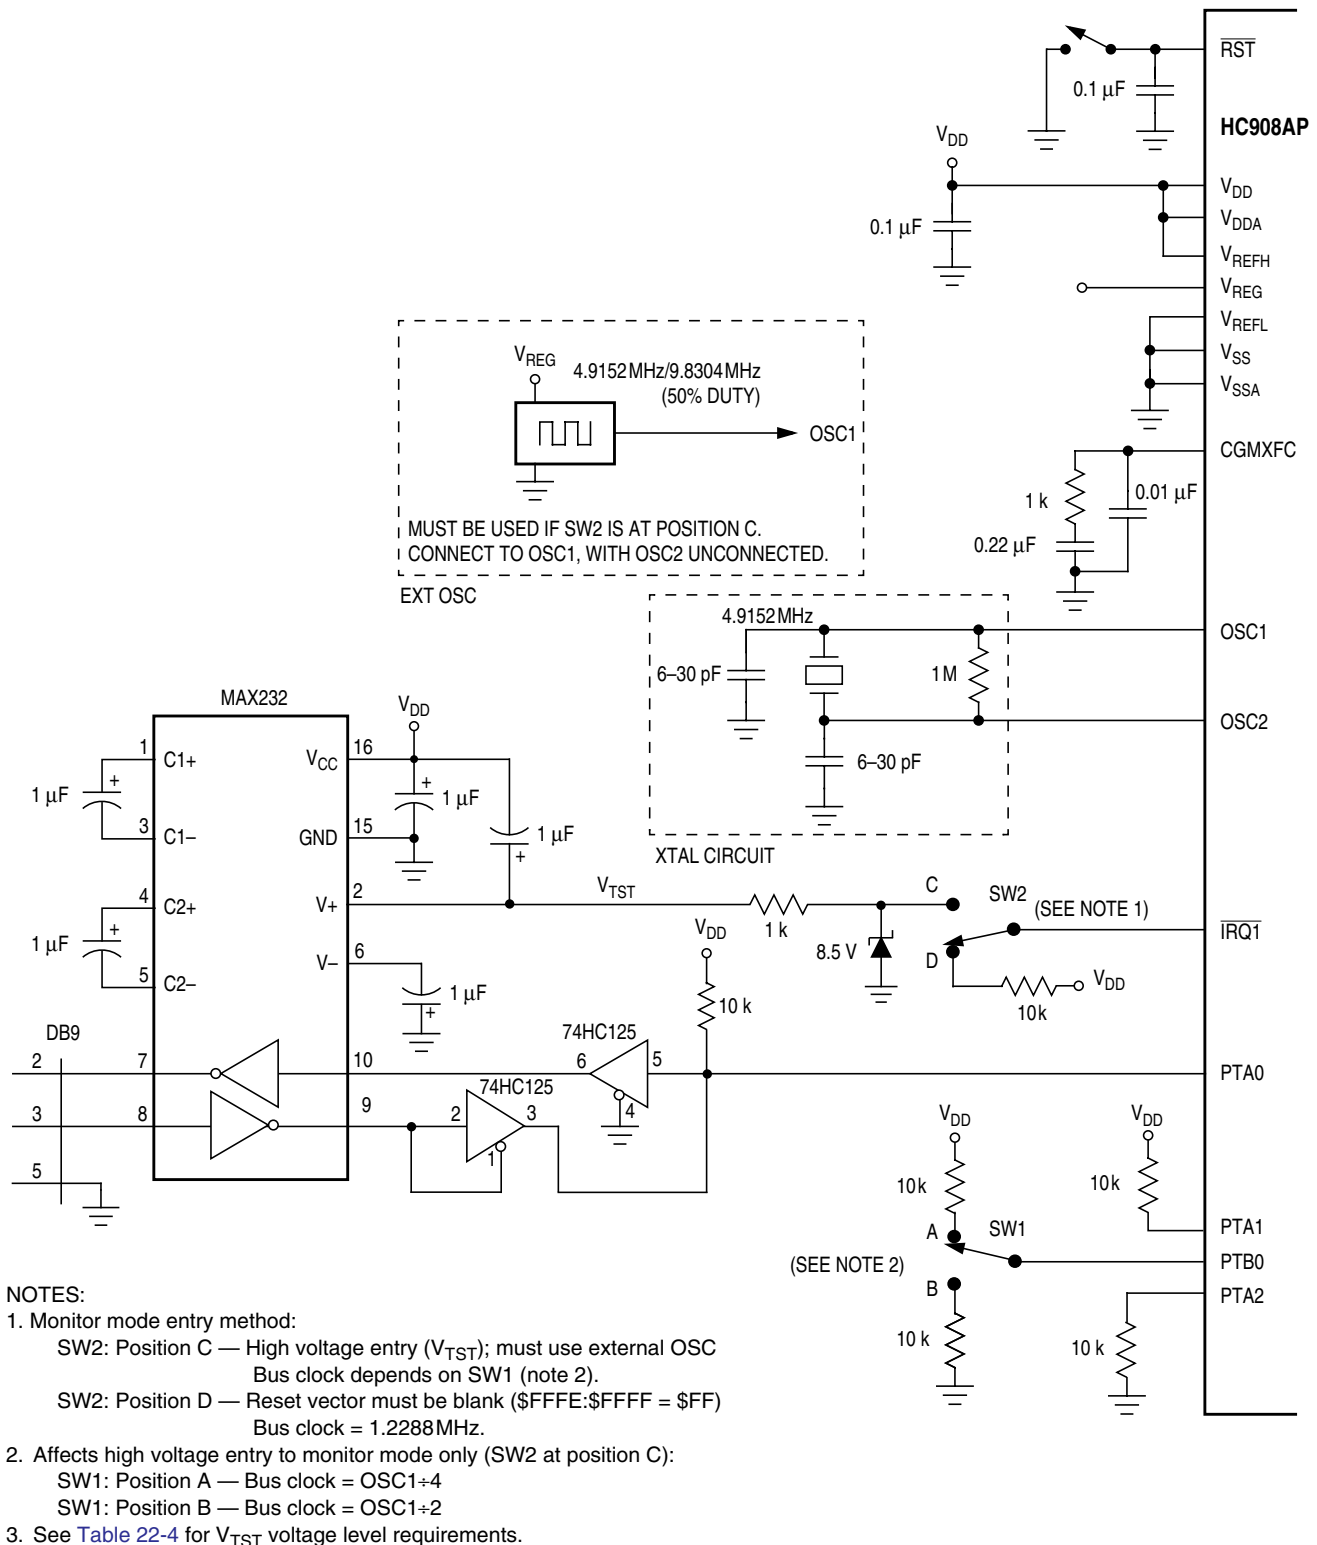 RST
0.1 µF
HC908AP
VDD
VDD
0.1 µF
VDDA
VREFH
VREG
VREFL
VSS
VSSA
VREG
4.9152MHz/9.8304MHz
(50% DUTY)
OSC1
MUST BE USED IF SW2 IS AT POSITION C.
CONNECT TO OSC1, WITH OSC2 UNCONNECTED.
EXT OSC
CGMXFC
1 k
0.01 µF
0.22 µF
4.9152MHz
OSC1
6–30 pF
1M
OSC2
6–30 pF
XTAL CIRCUIT
MAX232
VDD
1
C1+
VCC
16
1 µF
+
+
1 µF
3
C1–
GND
15
1 µF
+
4
C2+
V+
2
VTST
1 k
1 µF
+
5
C2–
V–
6
1 µF
+
8.5 V
C
D
SW2
(SEE NOTE 1)
IRQ1
VDD
10k
VDD
10 k
DB9
2
7
10
74HC125
6
5
4
PTA0
3
8
9
74HC125
2
3
1
5
VDD
10k
VDD
10k
A
SW1
PTA1
(SEE NOTE 2)
PTB0
B
PTA2
10 k
10 k
NOTES:
1. Monitor mode entry method:
SW2: Position C — High voltage entry (VTST); must use external OSC
Bus clock depends on SW1 (note 2).
SW2: Position D — Reset vector must be blank ($FFFE:$FFFF = $FF)
Bus clock = 1.2288MHz.
2. Affects high voltage entry to monitor mode only (SW2 at position C):
SW1: Position A — Bus clock = OSC1÷4
SW1: Position B — Bus clock = OSC1÷2
3. See Table 22-4 for VTST voltage level requirements.